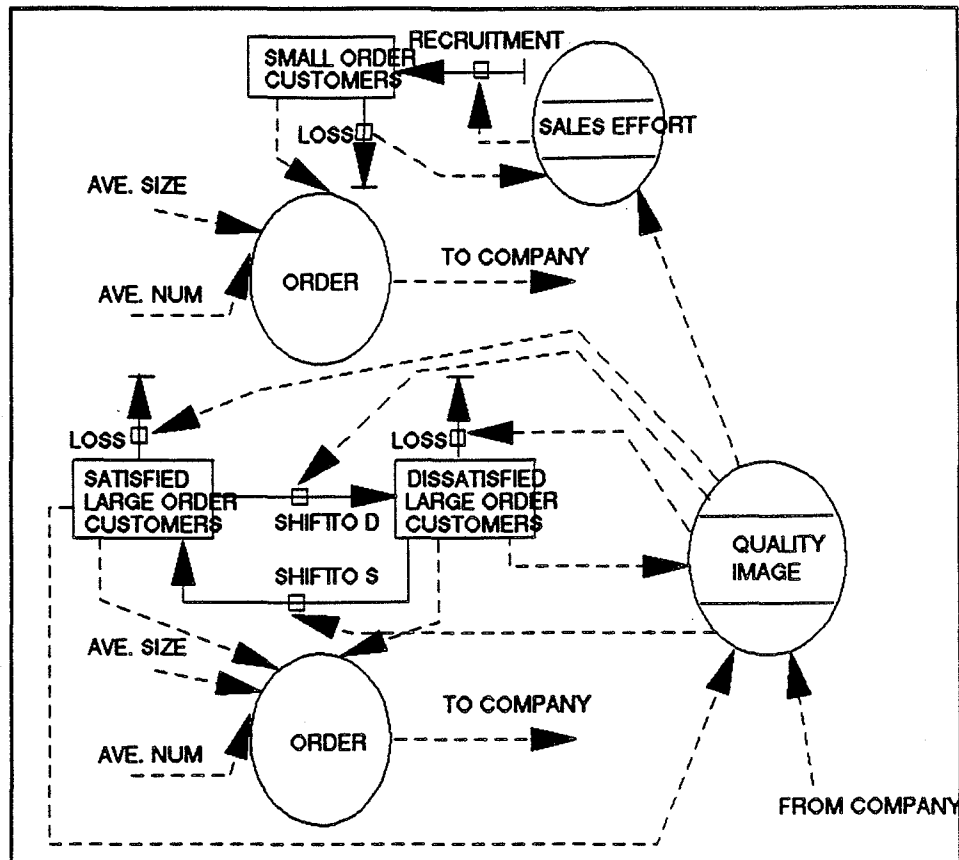 RECRUITMENT
SMALL ORDER
CUSTOMERS
SALES EFFORT
LOSS
AVE. SIZE
TO COMPANY
ORDER
AVE. NUM
LOSS
LOSS
SATISFIED
LARGE ORDER
CUSTOMERS
DISSATISFIED
LARGE ORDER
CUSTOMERS
SHIFTTO D
QUALITY
IMAGE
SHIFTTO S
AVE. SIZE
TO COMPANY
ORDER
AVE. NUM
FROM COMPANY